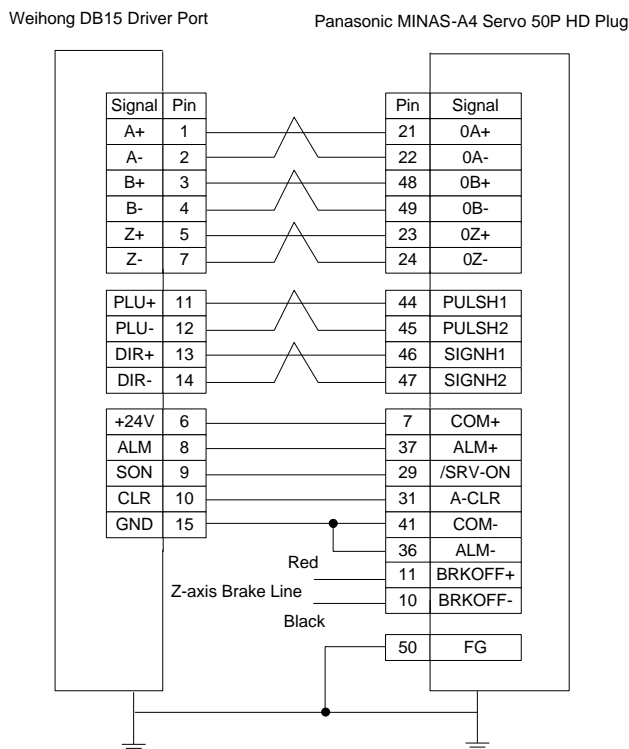 Weihong DB15 Driver Port Panasonic MINAS-A4 Servo 50P HD Plug
Signal Pin Pin Signal
A+ 1 21 0A+
A- 2 22 0A-
B+ 3 48 0B+
B- 4 49 0B-
Z+ 5 23 0Z+
Z- 7 24 0Z-
PLU+ 11 44 PULSH1
PLU- 12 45 PULSH2
DIR+ 13 46 SIGNH1
DIR- 14 47 SIGNH2
+24V 6 7 COM+
ALM 8 37 ALM+
SON 9 29 /SRV-ON
CLR 10 31 A-CLR
GND 15 41 COM-
36 ALM-
Red
11 BRKOFF+
Z-axis Brake Line
10 BRKOFF-
Black
50 FG